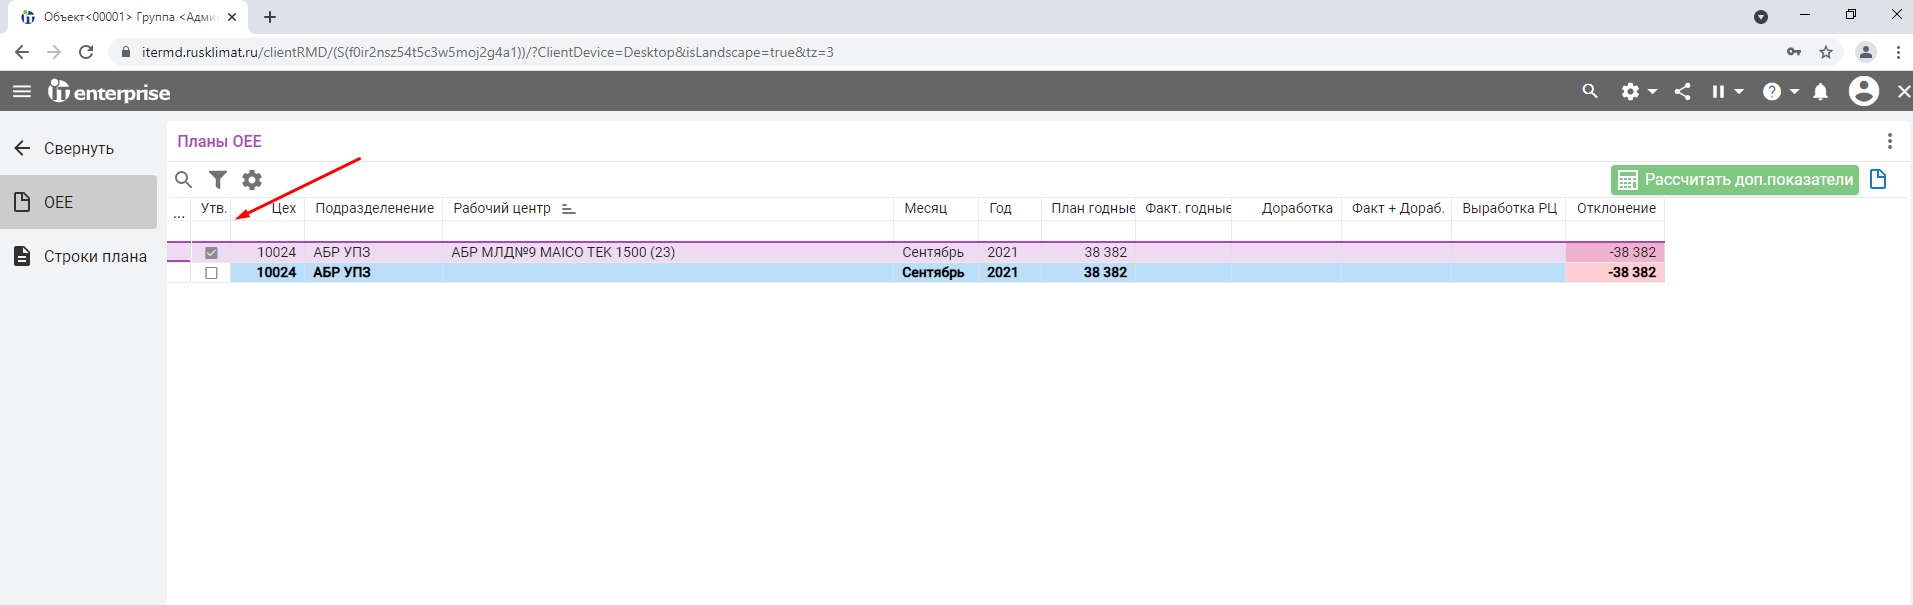 Объект<00001> Группа <Адми
itermd.rusklimat.ru/clientRMD/(S(f0ir2nsz54t5c3w5moj2g4a1))/?ClientDevice=Desktop&isLandscape=true&tz=3
it enterprise
Свернуть
OEE
Строки плана
Планы OEE
Рассчитать доп.показатели
... Утв. Цех Подразделенение Рабочий центр Месяц Год План годные Факт. годные Доработка Факт + Дораб. Выработка РЦ Отклонение
10024 АБР УПЗ АБР МЛД№9 MAICO TEK 1500 (23) Сентябрь 2021 38 382 -38 382
10024 АБР УПЗ Сентябрь 2021 38 382 -38 382